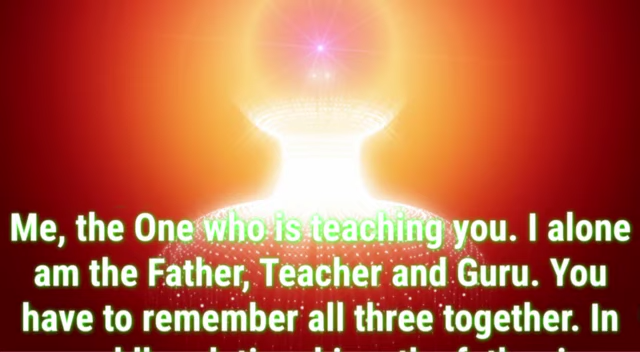 Me, the One who is teaching you. I alone
am the Father, Teacher and Guru. You
have to remember all three together. In